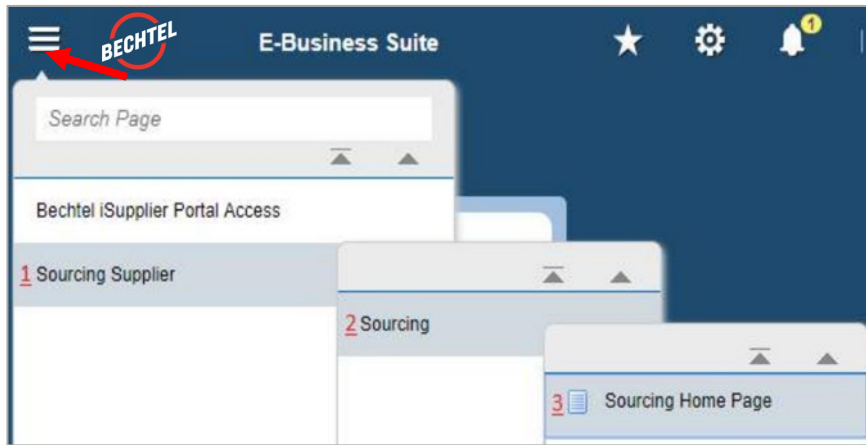 BECHTEL
E-Business Suite
1
Search Page
Bechtel iSupplier Portal Access
1 Sourcing Supplier
2 Sourcing
3 Sourcing Home Page